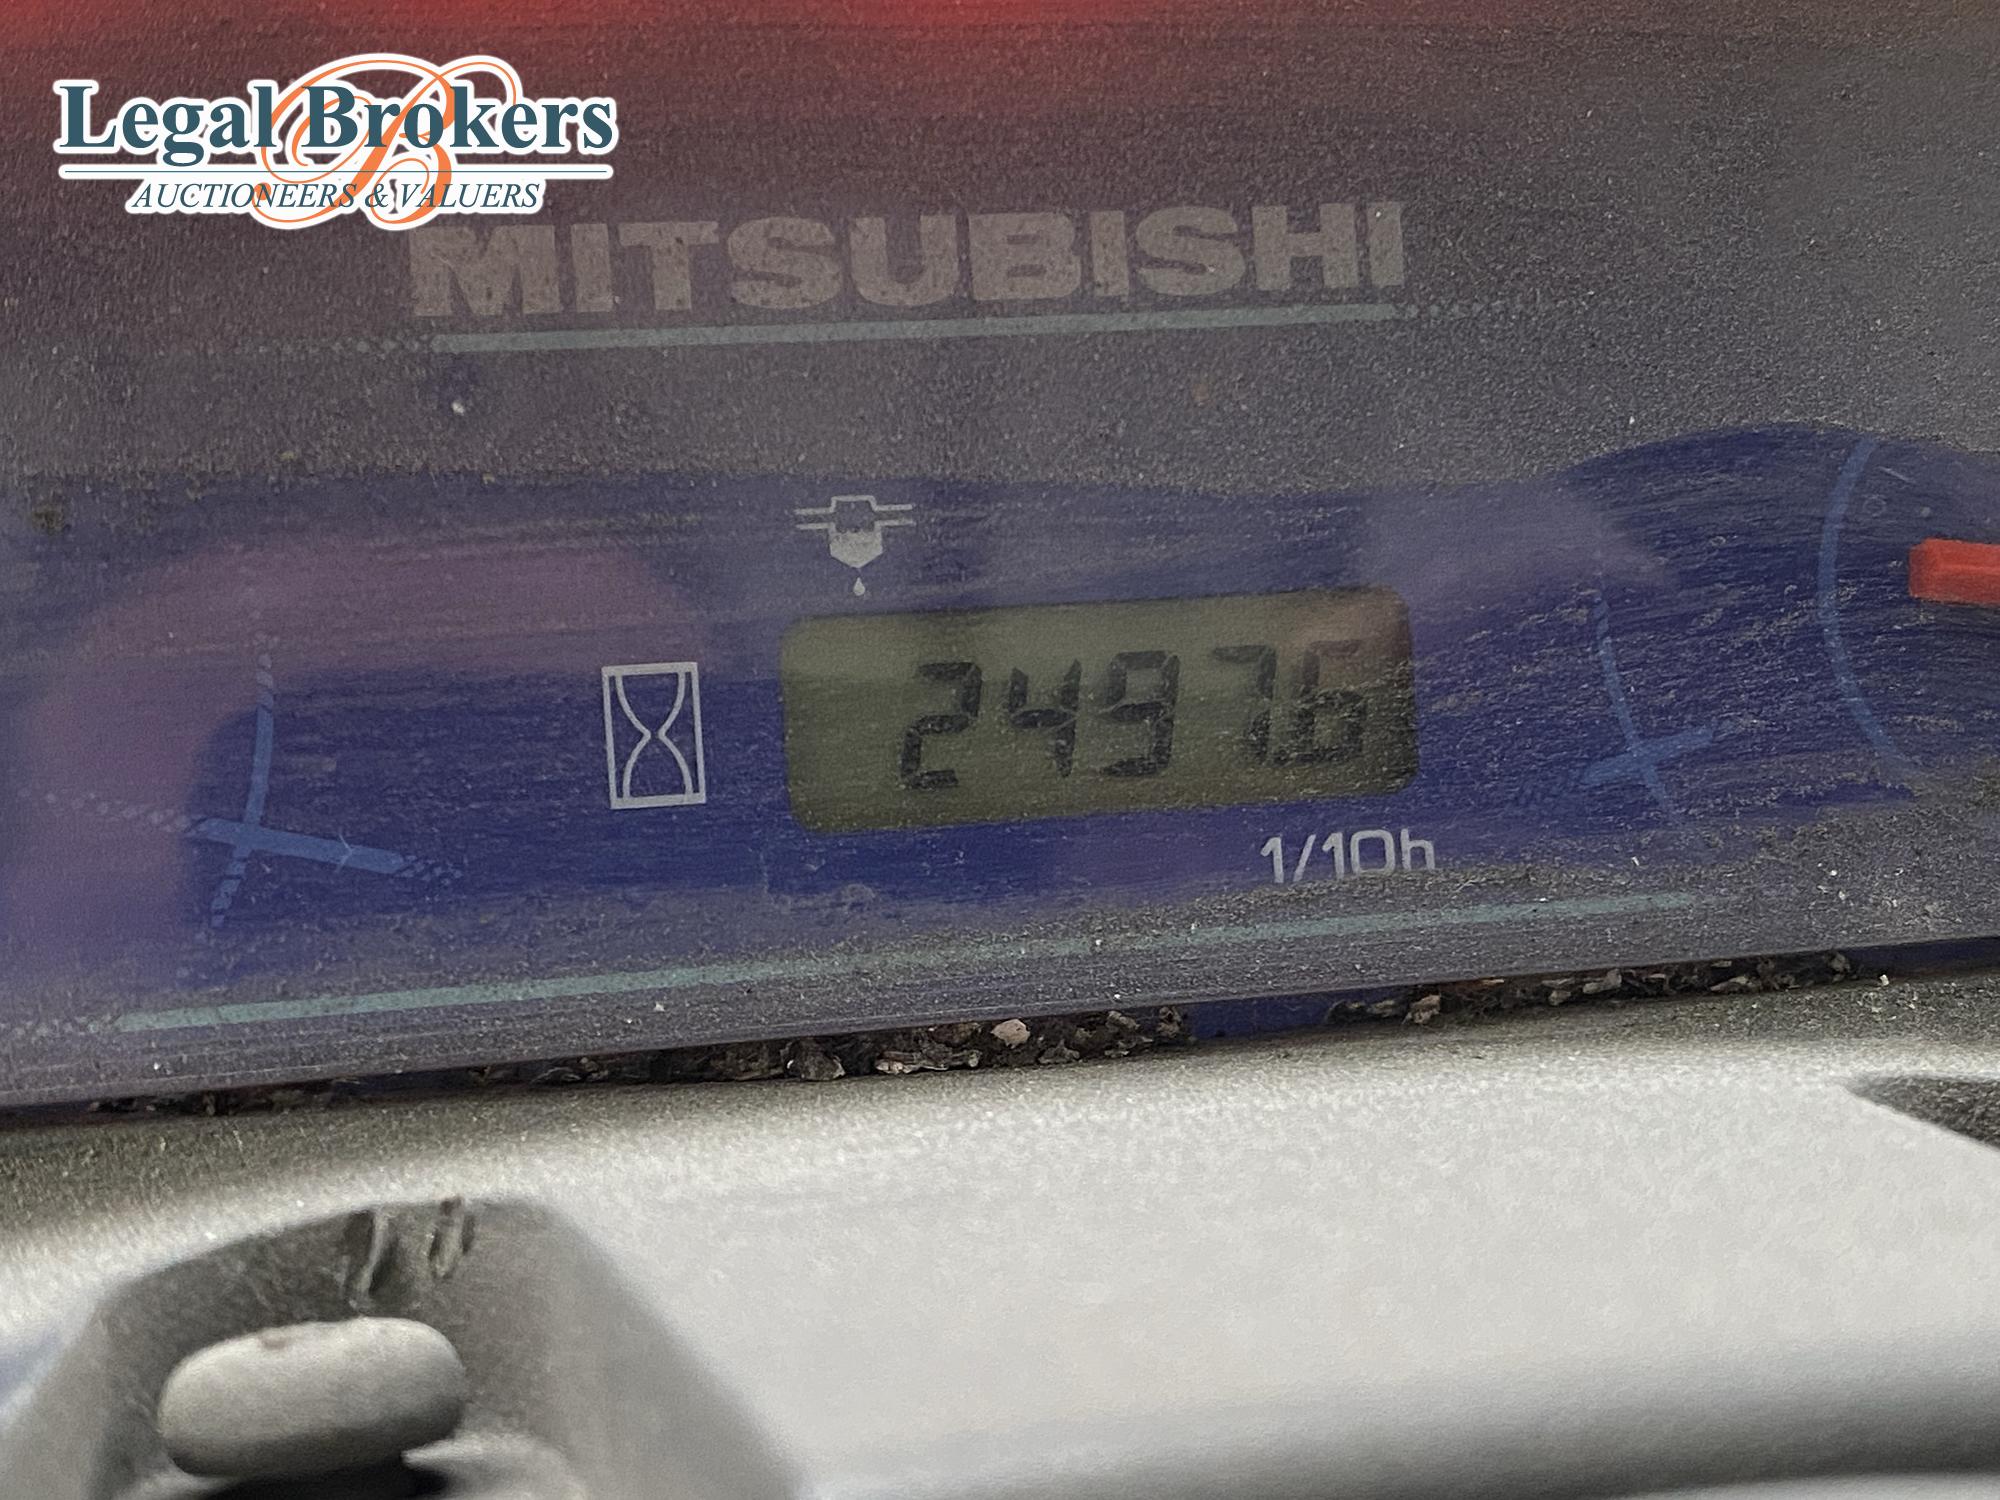 Legal Brokers
AUCTIONEERS & VALUERS
MITSUBISHI
2497.6
1/10h